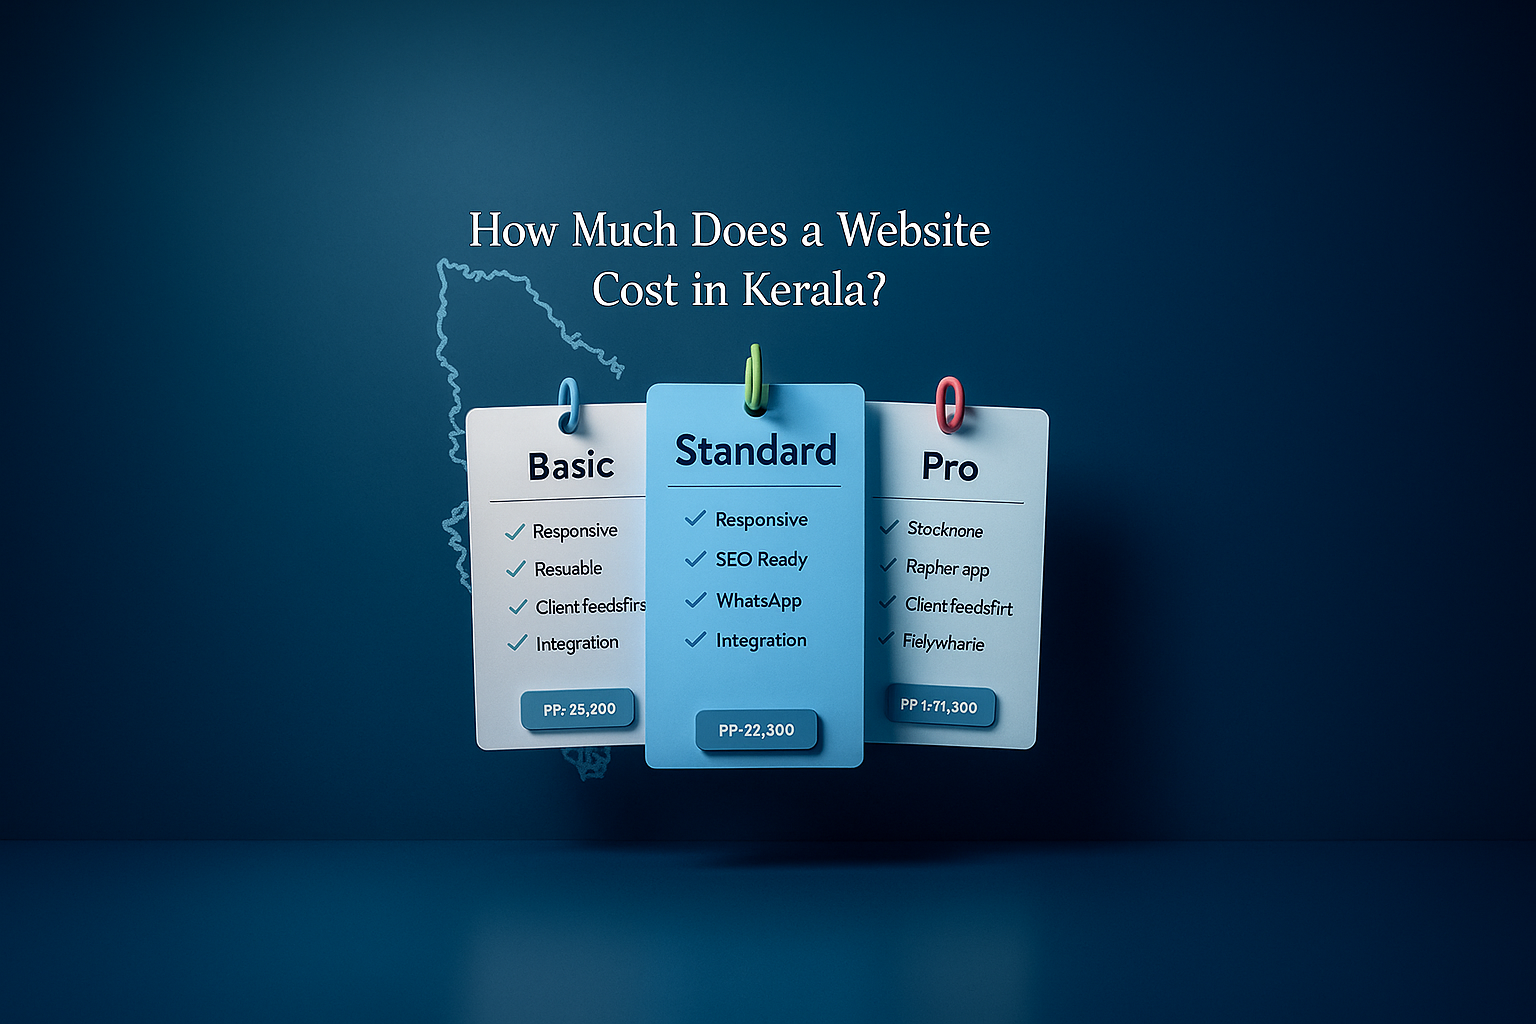 How Much Does a Website
Cost in Kerala?
Basic
Responsive
Resuable
Client feedsfirs
Integration
PP.- 25,200
Standard
Responsive
SEO Ready
WhatsApp
Integration
PP-22,300
Pro
Stocknone
Rapher app
Client feedsfirt
Fielywharie
PP 1.-71,300